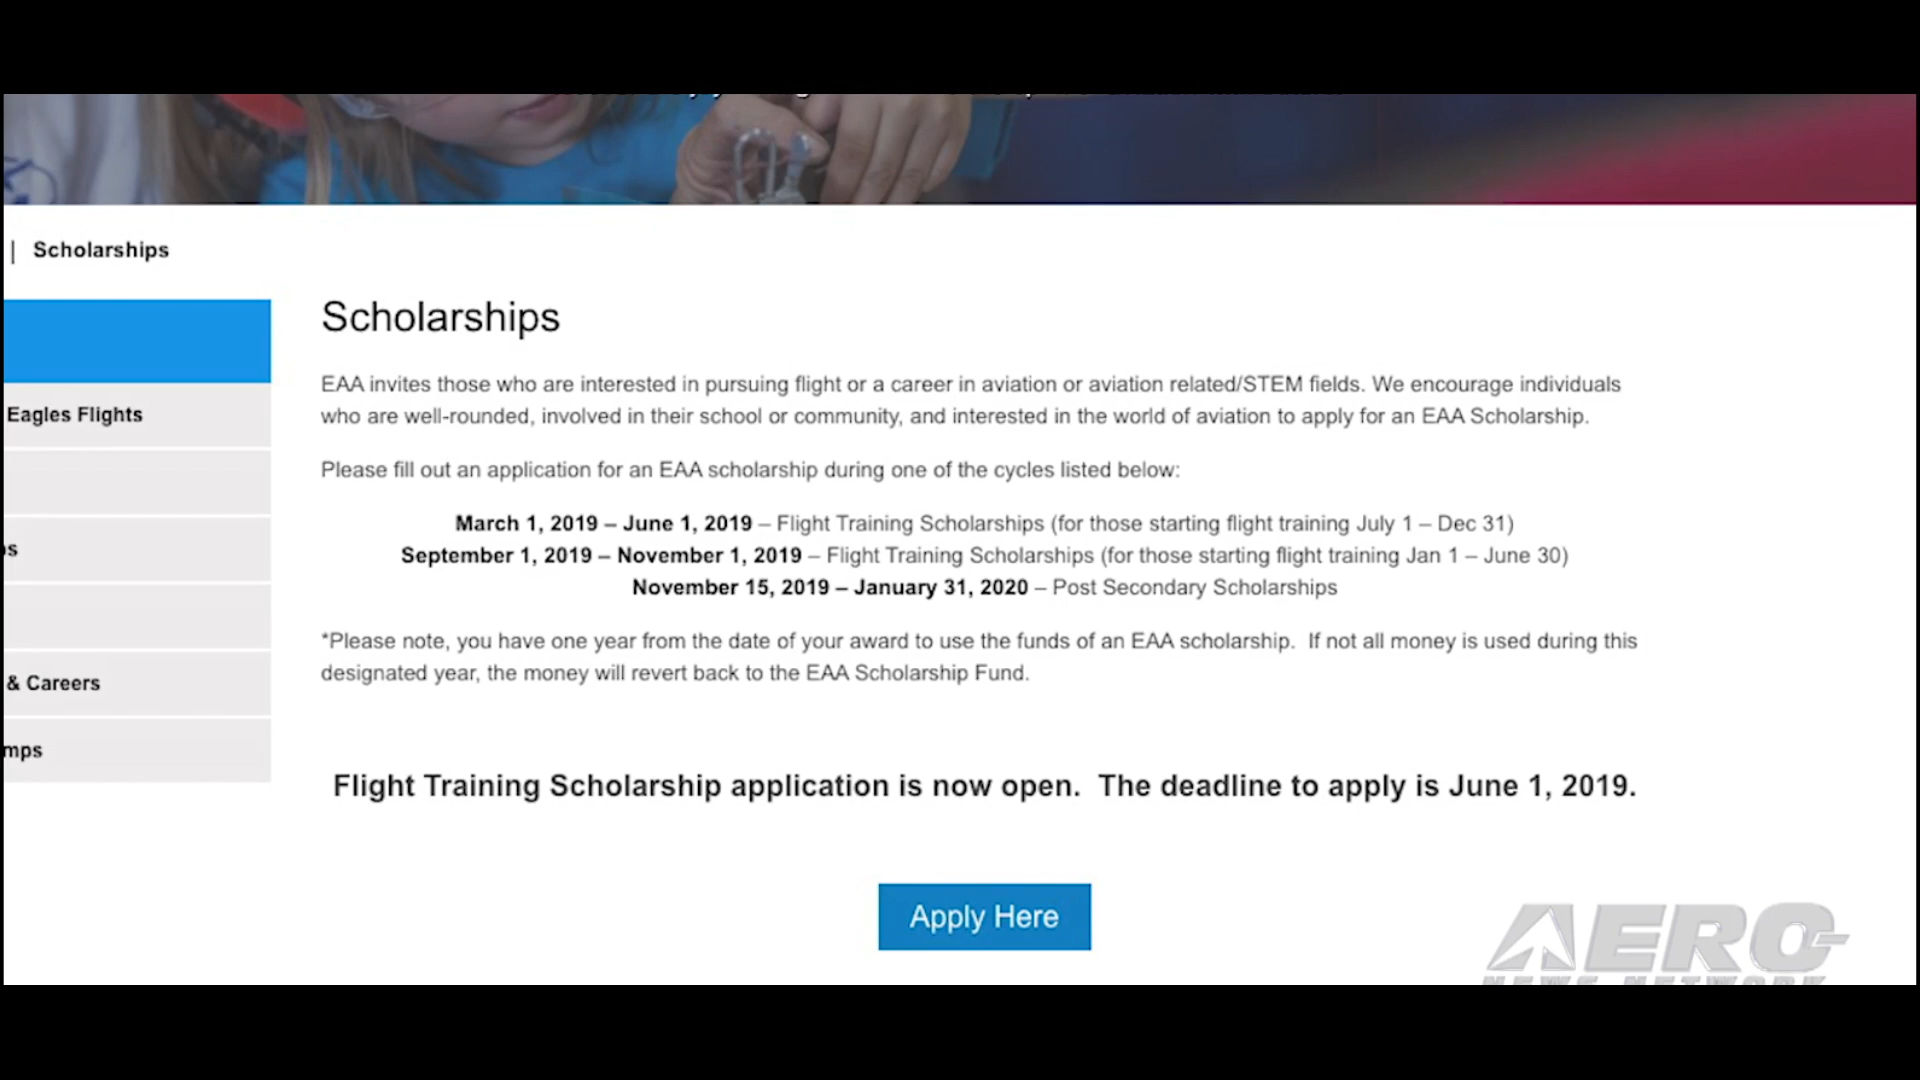 | Scholarships
Eagles Flights
& Careers
Scholarships
EAA invites those who are interested in pursuing flight or a career in aviation or aviation related/STEM fields. We encourage individuals
who are well-rounded, involved in their school or community, and interested in the world of aviation to apply for an EAA Scholarship.
Please fill out an application for an EAA scholarship during one of the cycles listed below:
March 1, 2019 – June 1, 2019 – Flight Training Scholarships (for those starting flight training July 1 – Dec 31)
September 1, 2019 – November 1, 2019 – Flight Training Scholarships (for those starting flight training Jan 1 – June 30)
November 15, 2019 – January 31, 2020 – Post Secondary Scholarships
*Please note, you have one year from the date of your award to use the funds of an EAA scholarship. If not all money is used during this
designated year, the money will revert back to the EAA Scholarship Fund.
Flight Training Scholarship application is now open. The deadline to apply is June 1, 2019.
Apply Here
AERO-
NEWS NETWORK